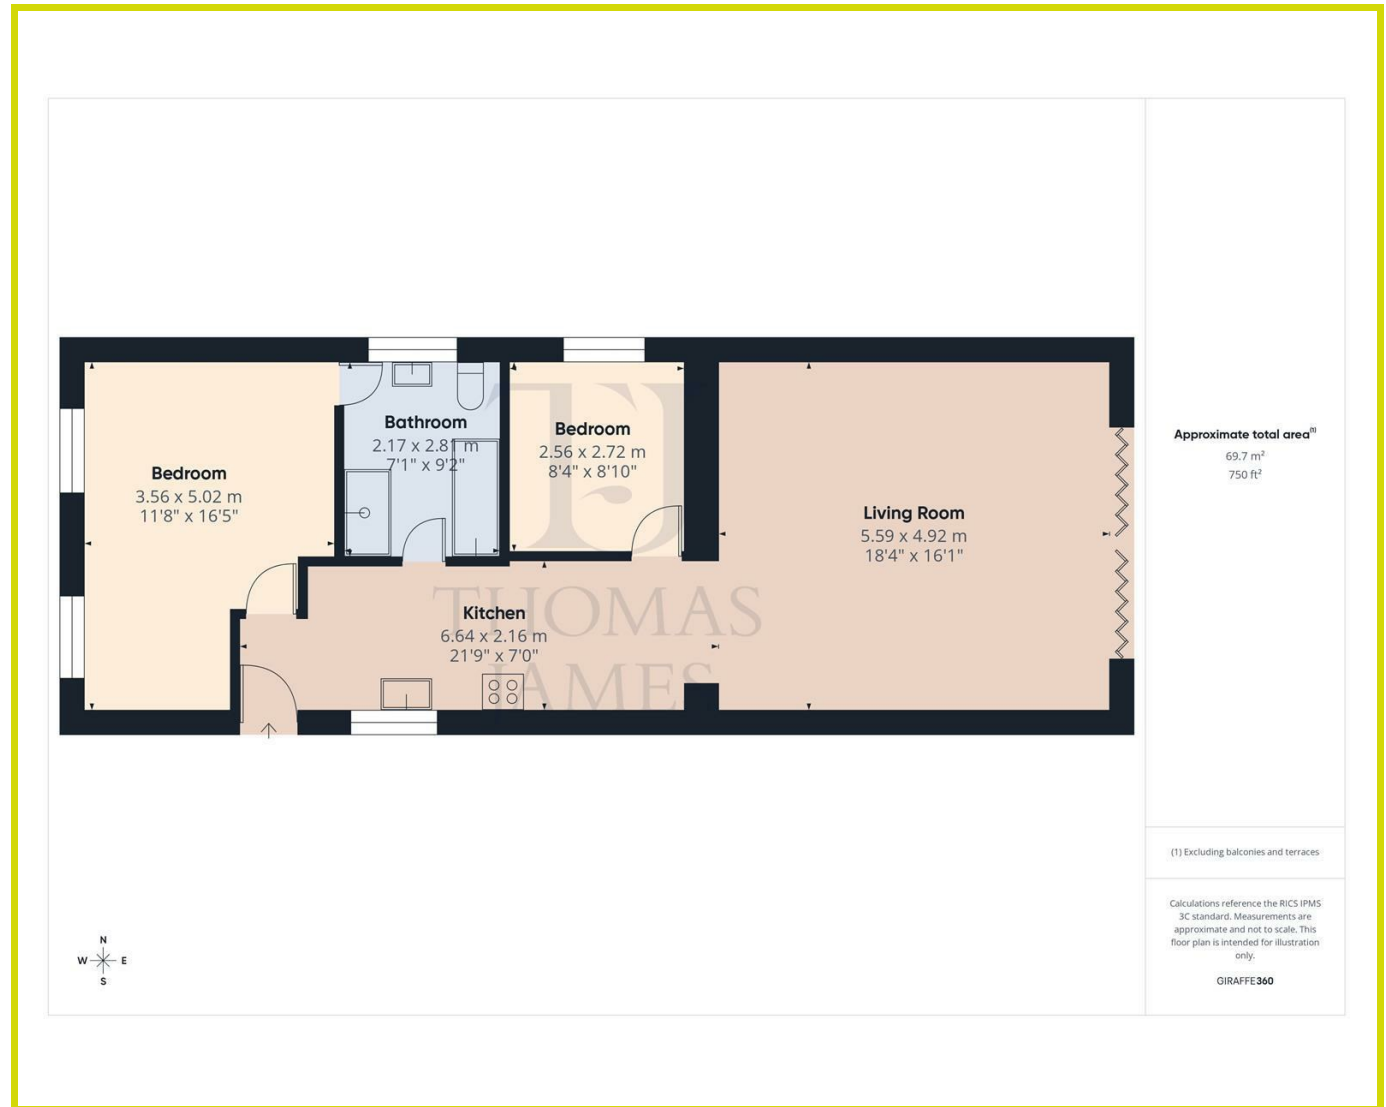 Bathroom
2.17 x 2.81 m
7'1" x 9'2"
Bedroom
2.56 x 2.72 m
8'4" x 8'10"
Bedroom
3.56 x 5.02 m
11'8" x 16'5"
Living Room
5.59 x 4.92 m
18'4" x 16'1"
Kitchen
6.64 x 2.16 m
21'9" x 7'0"
TJ
THOMAS
JAMES
Approximate total area(1)
69.7 m²
750 ft²
(1) Excluding balconies and terraces
Calculations reference the RICS IPMS
3C standard. Measurements are
approximate and not to scale. This
floor plan is intended for illustration
only.
GIRAFFE360
N
W E
S